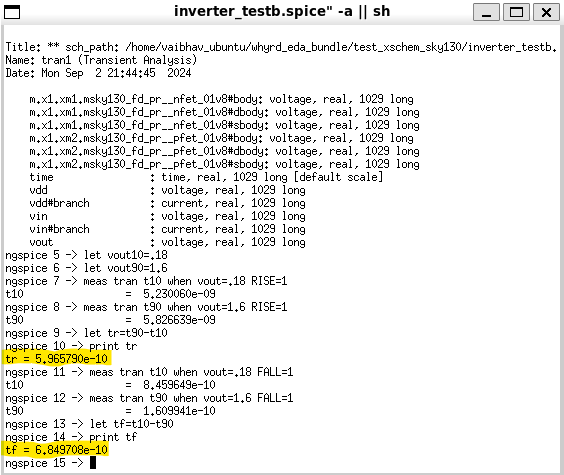 inverter_testb.spice" -a || sh
Title: ** sch_path: /home/vaibhav_ubuntu/whyrd_eda_bundle/test_xschem_sky130/inverter_testb.
Name: tran1 (Transient Analysis)
Date: Mon Sep  2 21:44:45  2024
m.x1.xm1.msky130_fd_pr__nfet_01v8#body: voltage, real, 1029 long
m.x1.xm1.msky130_fd_pr__nfet_01v8#dbody: voltage, real, 1029 long
m.x1.xm1.msky130_fd_pr__nfet_01v8#sbody: voltage, real, 1029 long
m.x1.xm2.msky130_fd_pr__pfet_01v8#body: voltage, real, 1029 long
m.x1.xm2.msky130_fd_pr__pfet_01v8#dbody: voltage, real, 1029 long
m.x1.xm2.msky130_fd_pr__pfet_01v8#sbody: voltage, real, 1029 long
time : time, real, 1029 long [default scale]
vdd : voltage, real, 1029 long
vdd#branch : current, real, 1029 long
vin : voltage, real, 1029 long
vin#branch : current, real, 1029 long
vout : voltage, real, 1029 long
ngspice 5 -> let vout10=.18
ngspice 6 -> let vout90=1.6
ngspice 7 -> meas tran t10 when vout=.18 RISE=1
t10 = 5.230060e-09
ngspice 8 -> meas tran t90 when vout=1.6 RISE=1
t90 = 5.826639e-09
ngspice 9 -> let tr=t90-t10
ngspice 10 -> print tr
tr = 5.965790e-10
ngspice 11 -> meas tran t10 when vout=.18 FALL=1
t10 = 8.459649e-10
ngspice 12 -> meas tran t90 when vout=1.6 FALL=1
t90 = 1.609941e-10
ngspice 13 -> let tf=t10-t90
ngspice 14 -> print tf
tf = 6.849708e-10
ngspice 15 ->